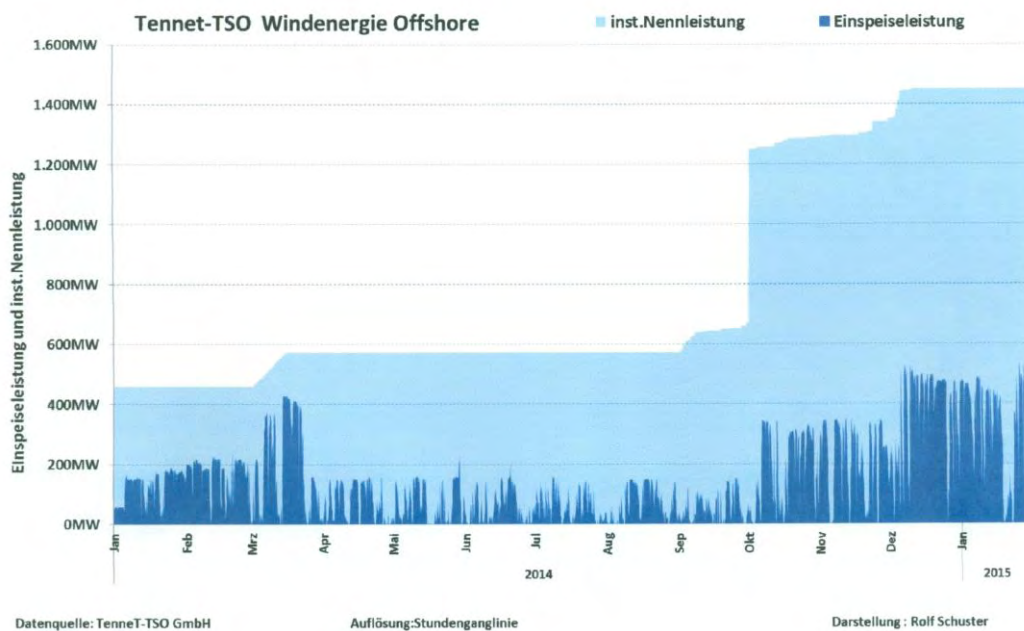 Tennet-TSO Windenergie Offshore
inst.Nennleistung
Einspeiseleistung
Einspeiseleistung und inst.Nennleistung
1.600MW
1.400MW
1.200MW
1.000MW
800MW
600MW
400MW
200MW
0MW
Jan
Feb
Mrz
Apr
Mai
Jun
Jul
Aug
Sep
Okt
Nov
Dez
Jan
2014
2015
Datenquelle: TenneT-TSO GmbH
Auflösung:Stundenganglinie
Darstellung : Rolf Schuster